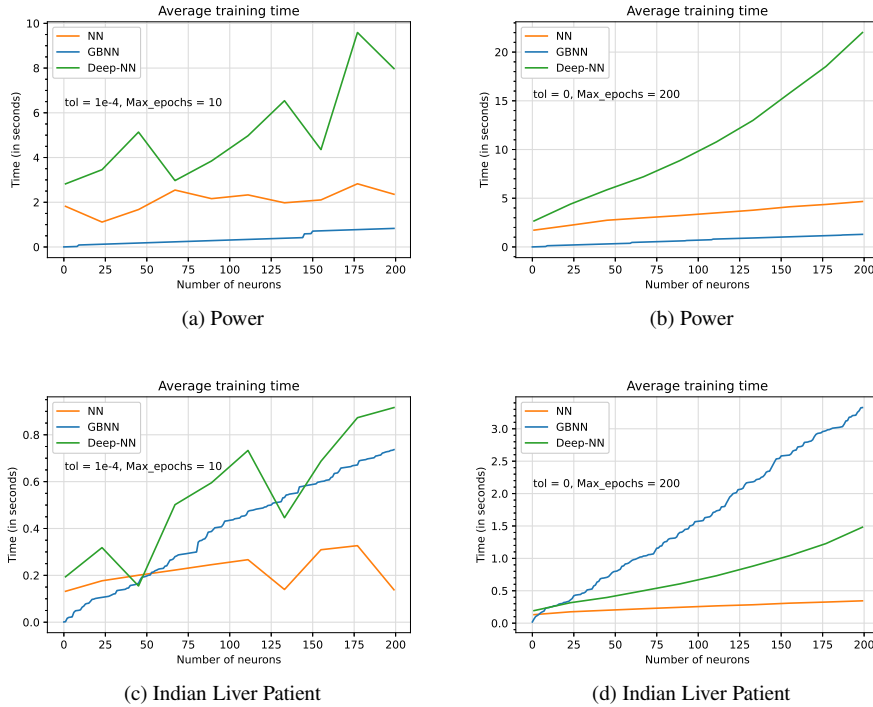 Average training time
10
8
6
4
2
0
Time (in seconds)
NN
GBNN
Deep-NN
tol = 1e-4, Max_epochs = 10
0 25 50 75 100 125 150 175 200
Number of neurons
(a) Power
Average training time
20
15
10
5
0
Time (in seconds)
NN
GBNN
Deep-NN
tol = 0, Max_epochs = 200
0 25 50 75 100 125 150 175 200
Number of neurons
(b) Power
Average training time
0.8
0.6
0.4
0.2
0.0
Time (in seconds)
NN
GBNN
Deep-NN
tol = 1e-4, Max_epochs = 10
0 25 50 75 100 125 150 175 200
Number of neurons
(c) Indian Liver Patient
Average training time
3.0
2.5
2.0
1.5
1.0
0.5
0.0
Time (in seconds)
NN
GBNN
Deep-NN
tol = 0, Max_epochs = 200
0 25 50 75 100 125 150 175 200
Number of neurons
(d) Indian Liver Patient